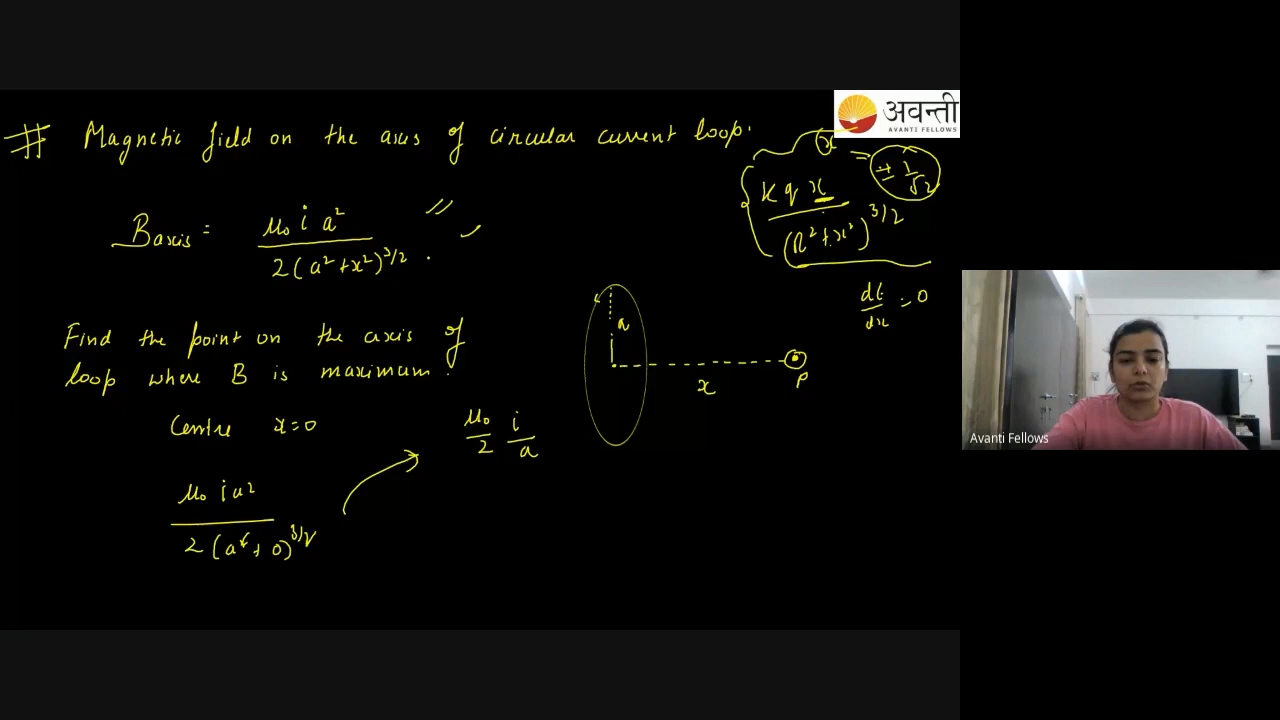 # Magnetic field on the axis of circular current loop.
अवन्ती
AVANTI FELLOWS
B axis = μ₀ i a² / 2(a² + x²)^3/2 .
x = ± 1/√2
K q x / (R² + x²)^3/2
dE/dx = 0
Find the point on the axis of
loop where B is maximum.
Centre x=0
μ₀ i a² / 2 (a² + 0)^3/2
μ₀/2 i/a
a
x
P
Avanti Fellows